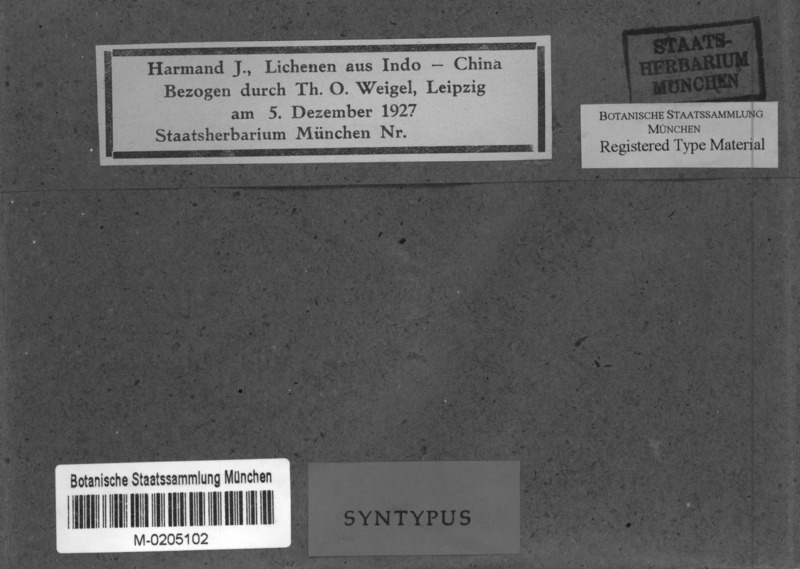 Harmand J., Lichenen aus Indo – China
Bezogen durch Th. O. Weigel, Leipzig
am 5. Dezember 1927
Staatsherbarium München Nr.
STAATS-
HERBARIUM
MÜNCHEN
BOTANISCHE STAATSSAMMLUNG
MÜNCHEN
Registered Type Material
Botanische Staatssammlung München
M-0205102
SYNTYPUS